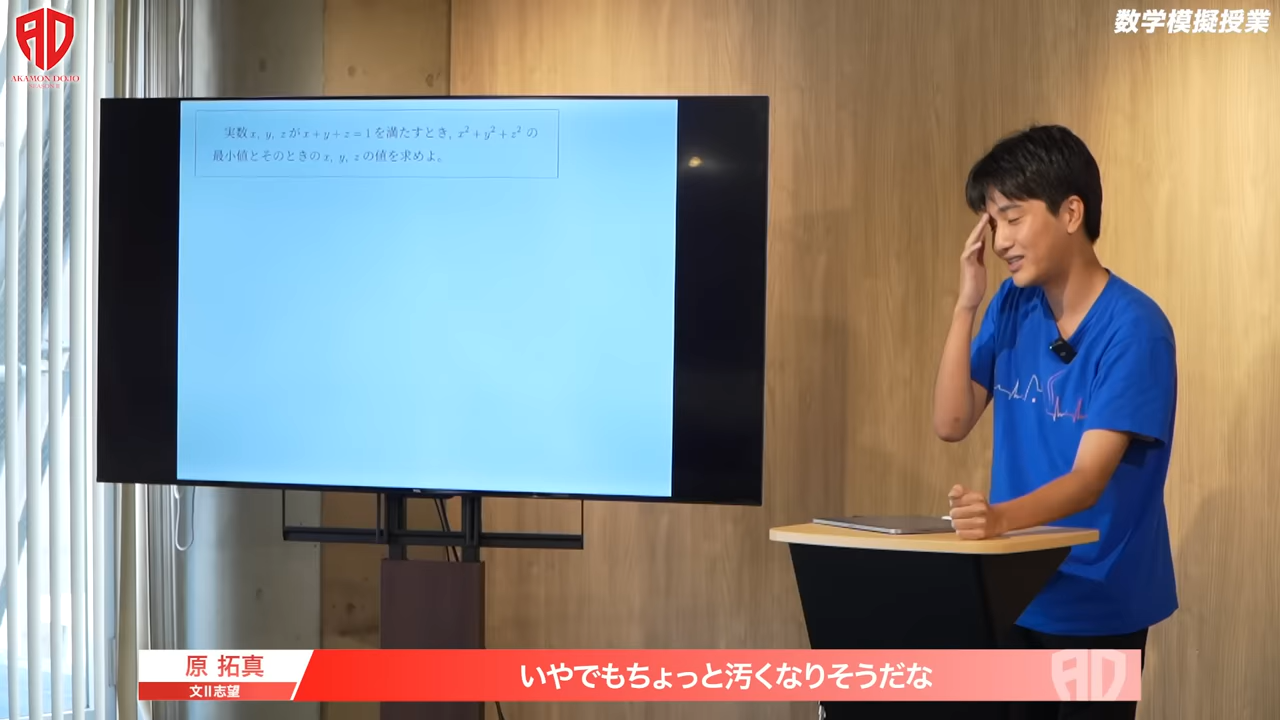 AD
AKAMON DOJO
数学模擬授業
実数 x, y, z が x + y + z = 1 を満たすとき, x² + y² + z² の
最小値とそのときの x, y, z の値を求めよ。
原 拓真
文II志望
いやでもちょっと汚くなりそうだな
AD